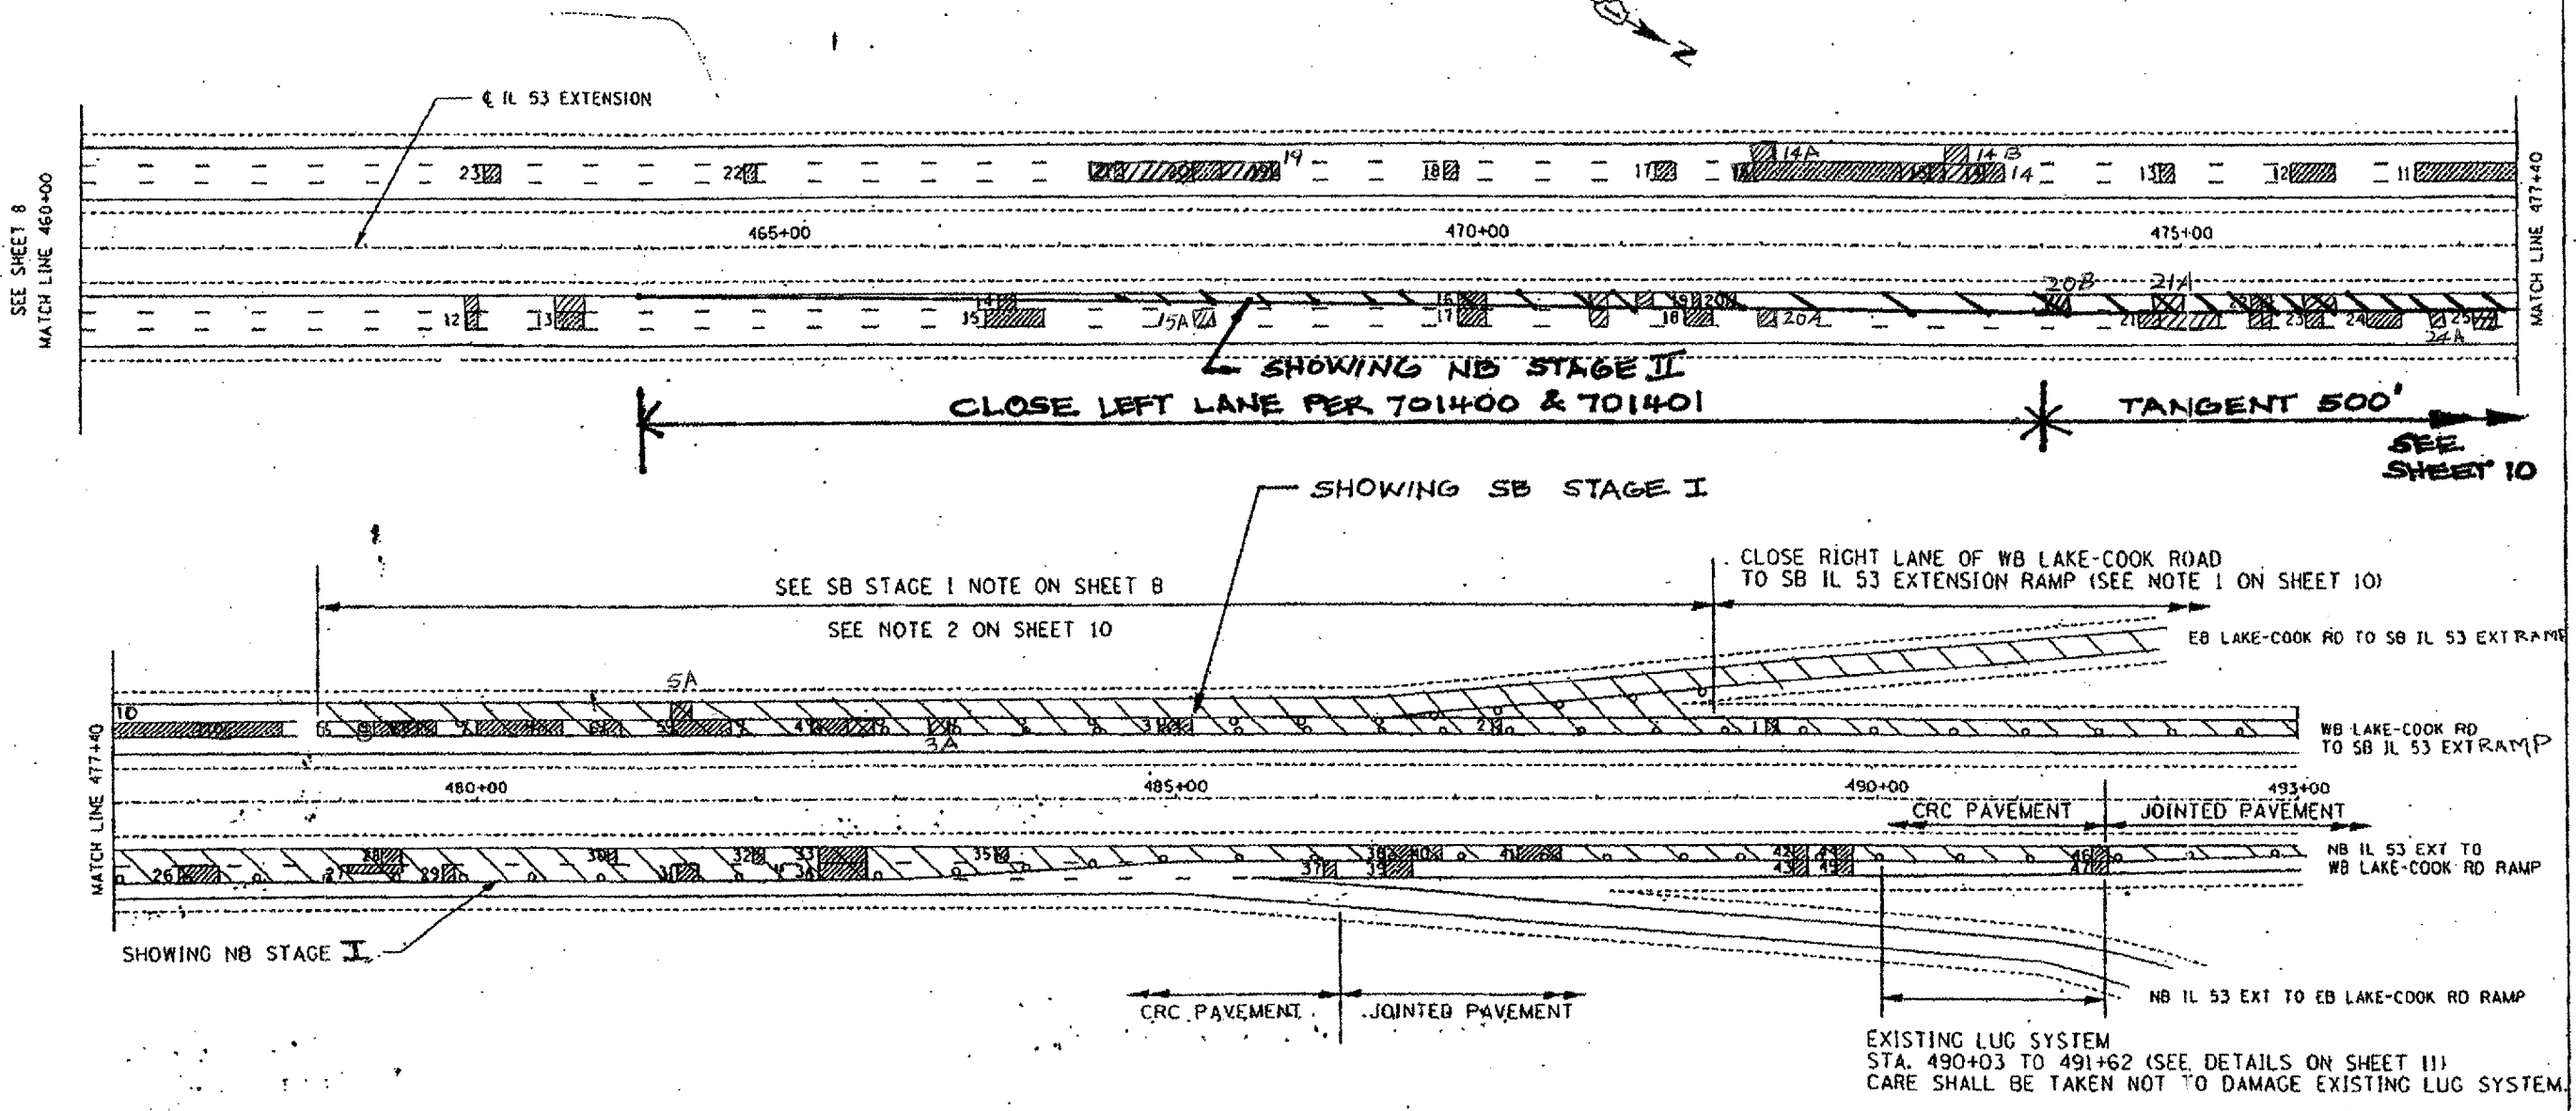 N
℄ IL 53 EXTENSION
SEE SHEET 8
MATCH LINE 460+00
23
22
19
18
17
14A
14B
14
13
12
11
MATCH LINE 477+40
465+00
470+00
475+00
12
13
14
15
15A
16
17
18
19
20
20A
20B
21A
21
23
24
24A
25
SHOWING NB STAGE II
CLOSE LEFT LANE PER 701400 & 701401
TANGENT 500'
SEE
SHEET 10
SHOWING SB STAGE I
SEE SB STAGE 1 NOTE ON SHEET 8
SEE NOTE 2 ON SHEET 10
CLOSE RIGHT LANE OF WB LAKE-COOK ROAD
TO SB IL 53 EXTENSION RAMP (SEE NOTE 1 ON SHEET 10)
EB LAKE-COOK RD TO SB IL 53 EXT RAMP
MATCH LINE 477+40
10
5A
3A
3
2
1
WB LAKE-COOK RD
TO SB IL 53 EXT RAMP
480+00
485+00
490+00
493+00
CRC PAVEMENT
JOINTED PAVEMENT
26
27
28
29
30
31
32
33
34
35
37
39
40
41
42
43
46
47
NB IL 53 EXT TO
WB LAKE-COOK RD RAMP
SHOWING NB STAGE I
CRC PAVEMENT
JOINTED PAVEMENT
NB IL 53 EXT TO EB LAKE-COOK RD RAMP
EXISTING LUG SYSTEM
STA. 490+03 TO 491+62 (SEE DETAILS ON SHEET 11)
CARE SHALL BE TAKEN NOT TO DAMAGE EXISTING LUG SYSTEM.